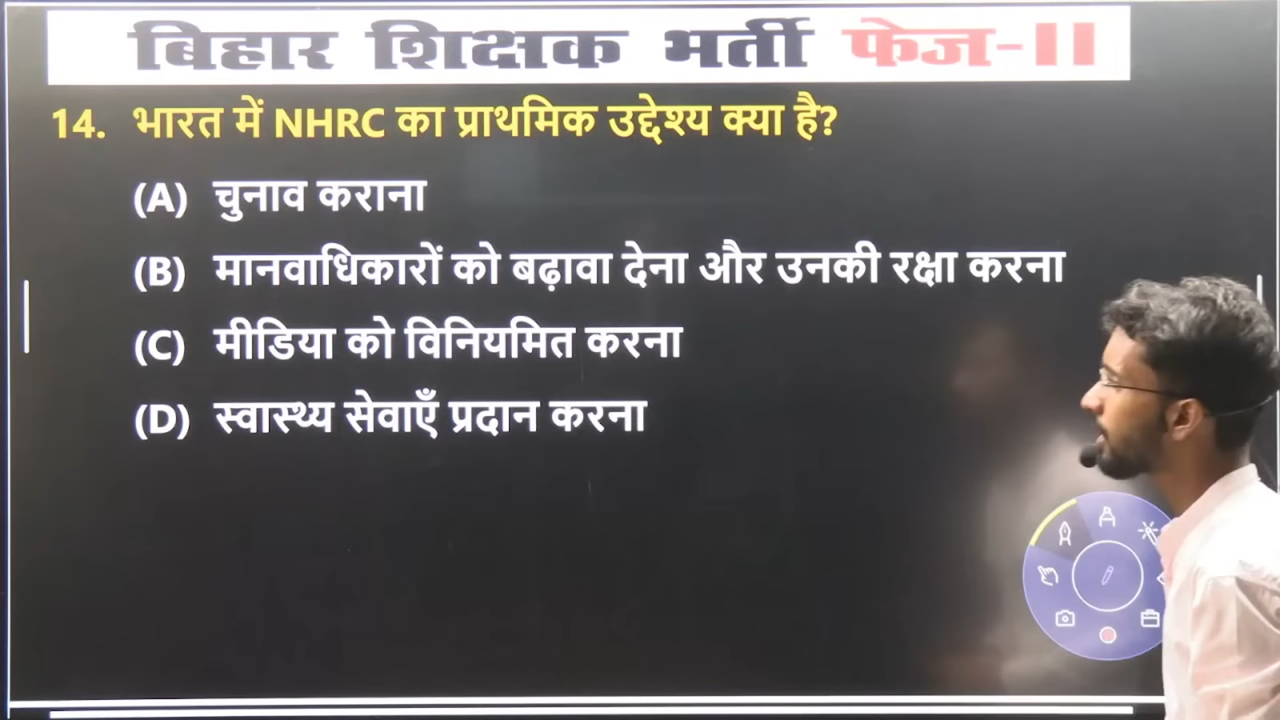 बिहार शिक्षक भर्ती फेज-II
14. भारत में NHRC का प्राथमिक उद्देश्य क्या है?
(A) चुनाव कराना
(B) मानवाधिकारों को बढ़ावा देना और उनकी रक्षा करना
(C) मीडिया को विनियमित करना
(D) स्वास्थ्य सेवाएँ प्रदान करना